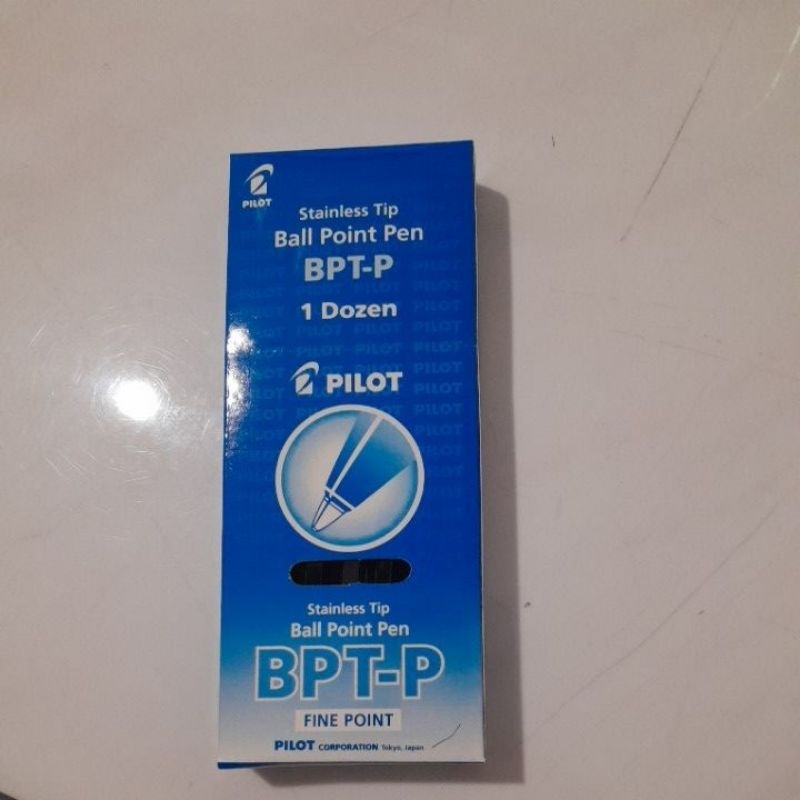 PILOT
Stainless Tip
Ball Point Pen
BPT-P
1 Dozen
PILOT
Stainless Tip
Ball Point Pen
BPT-P
FINE POINT
PILOT CORPORATION Tokyo, Japan